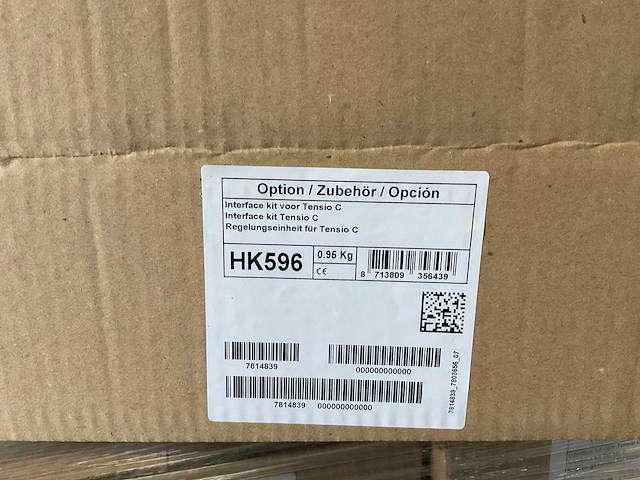 Option / Zubehör / Opción
Interface kit voor Tensio C
Interface kit Tensio C
Regelungseinheit für Tensio C
HK596
0.95 Kg
CE
8 713809 356439
7814839
000000000000
7814839 000000000000
7814839_7803656_07